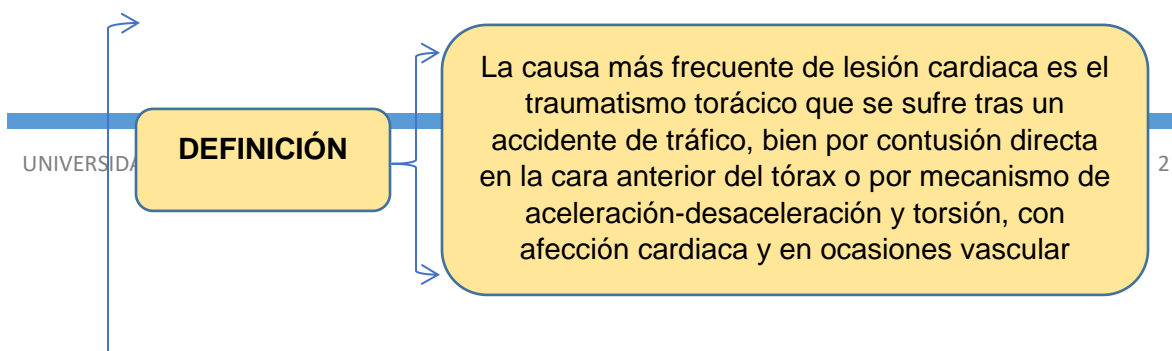 La causa más frecuente de lesión cardiaca es el
traumatismo torácico que se sufre tras un
accidente de tráfico, bien por contusión directa
en la cara anterior del tórax o por mecanismo de
aceleración-desaceleración y torsión, con
afección cardiaca y en ocasiones vascular
DEFINICIÓN
2